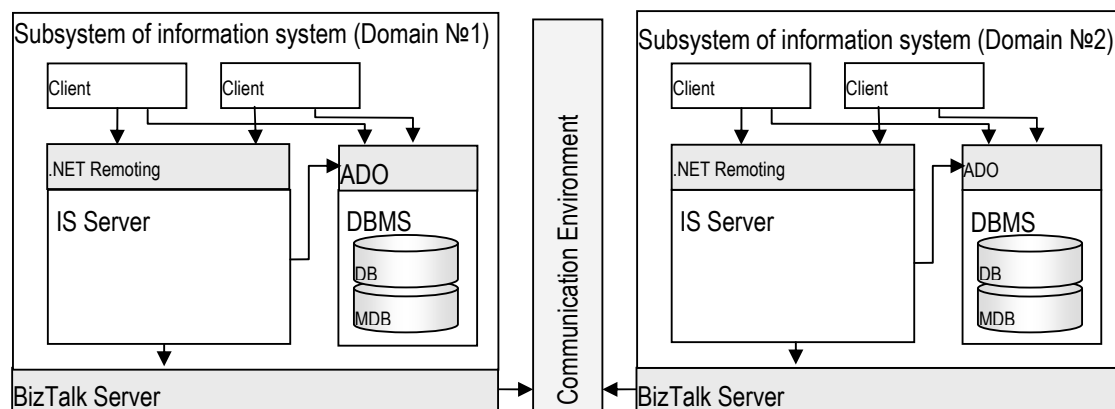 Subsystem of information system (Domain №1)
Client
Client
.NET Remoting
ADO
IS Server
DBMS
DB
MDB
BizTalk Server
Communication Environment
Subsystem of information system (Domain №2)
Client
Client
.NET Remoting
ADO
IS Server
DBMS
DB
MDB
BizTalk Server